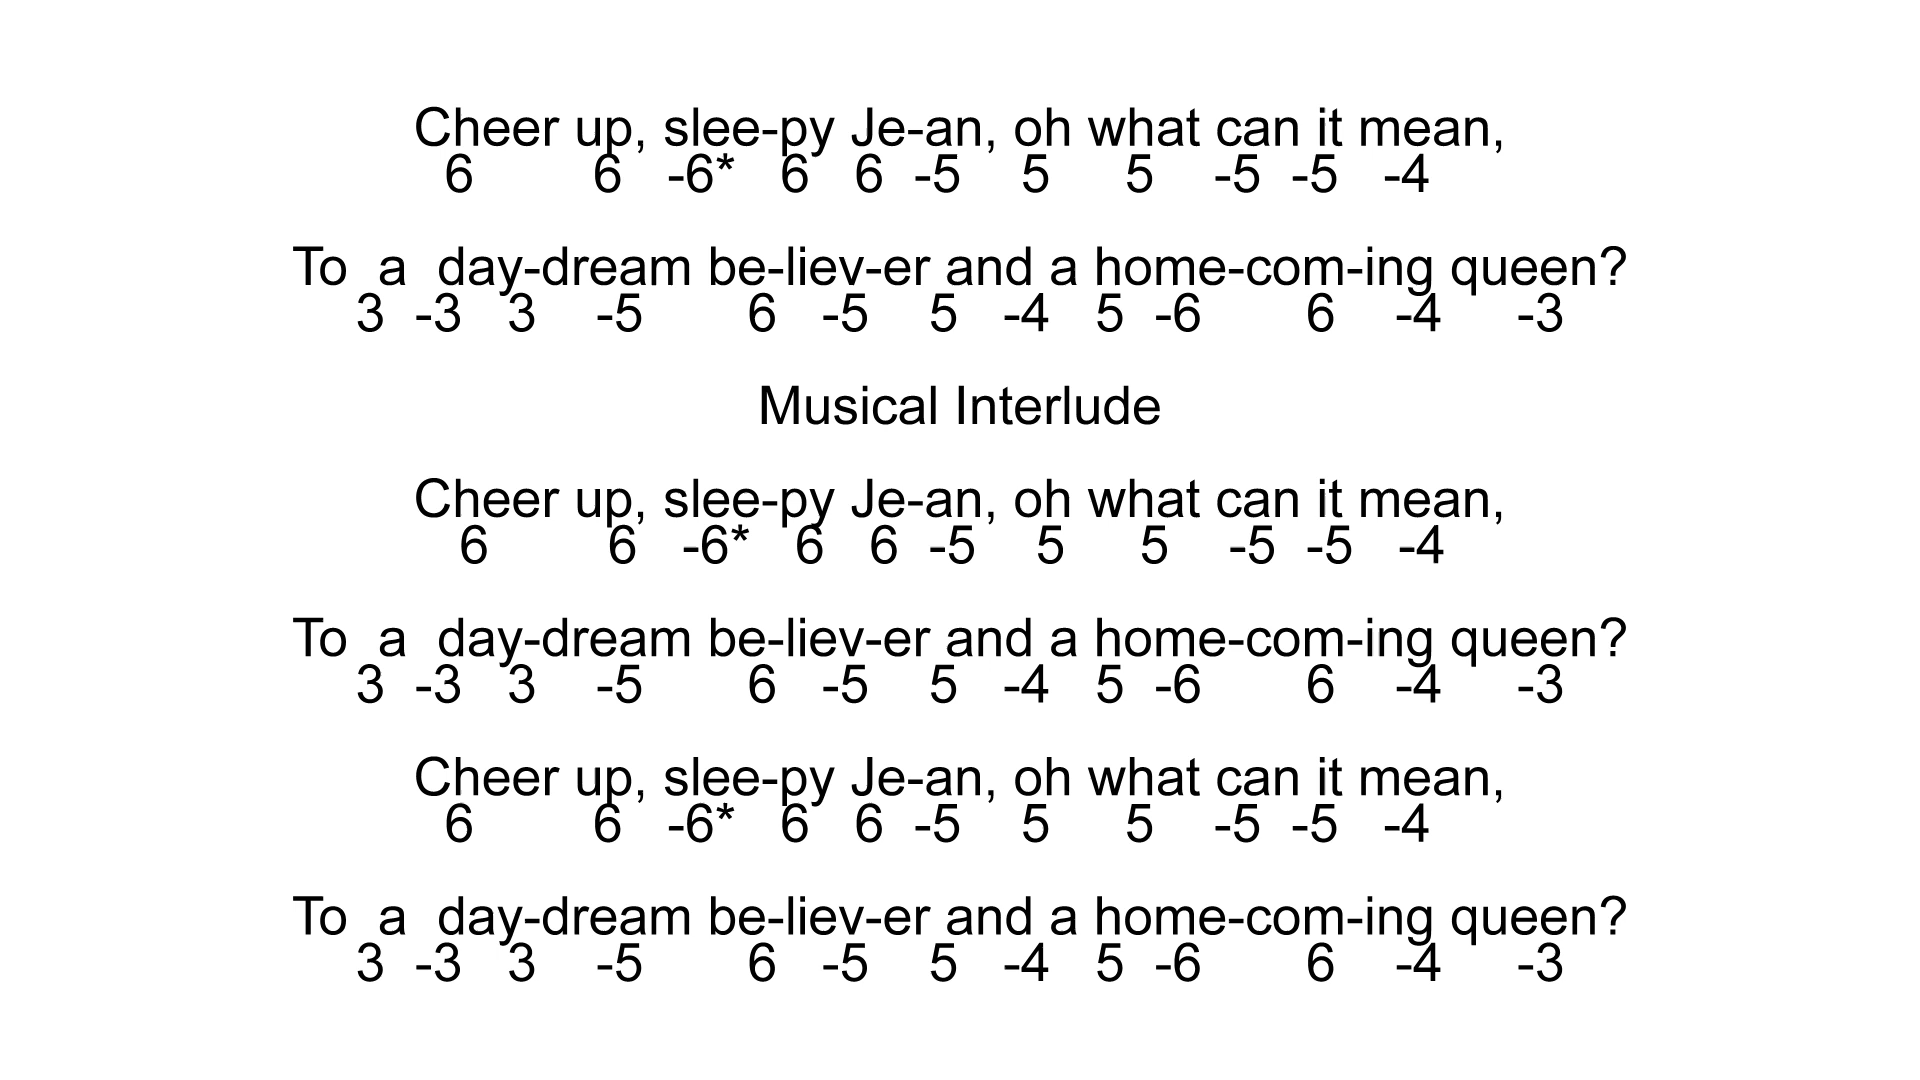 Cheer up, slee-py Je-an, oh what can it mean,
6 6 -6* 6 6 -5 5 5 -5 -5 -4
To a day-dream be-liev-er and a home-com-ing queen?
3 -3 3 -5 6 -5 5 -4 5 -6 6 -4 -3
Musical Interlude
Cheer up, slee-py Je-an, oh what can it mean,
6 6 -6* 6 6 -5 5 5 -5 -5 -4
To a day-dream be-liev-er and a home-com-ing queen?
3 -3 3 -5 6 -5 5 -4 5 -6 6 -4 -3
Cheer up, slee-py Je-an, oh what can it mean,
6 6 -6* 6 6 -5 5 5 -5 -5 -4
To a day-dream be-liev-er and a home-com-ing queen?
3 -3 3 -5 6 -5 5 -4 5 -6 6 -4 -3